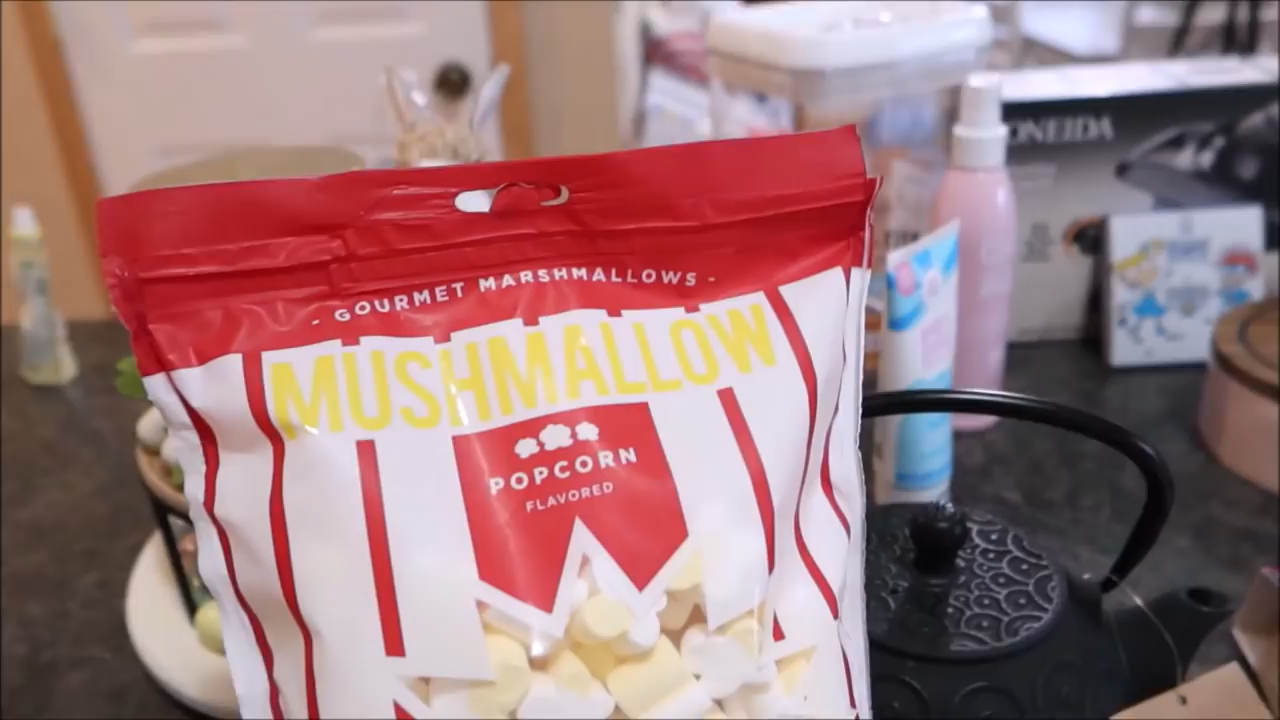 - GOURMET MARSHMALLOWS -
MUSHMALLOW
POPCORN
FLAVORED
ONEIDA